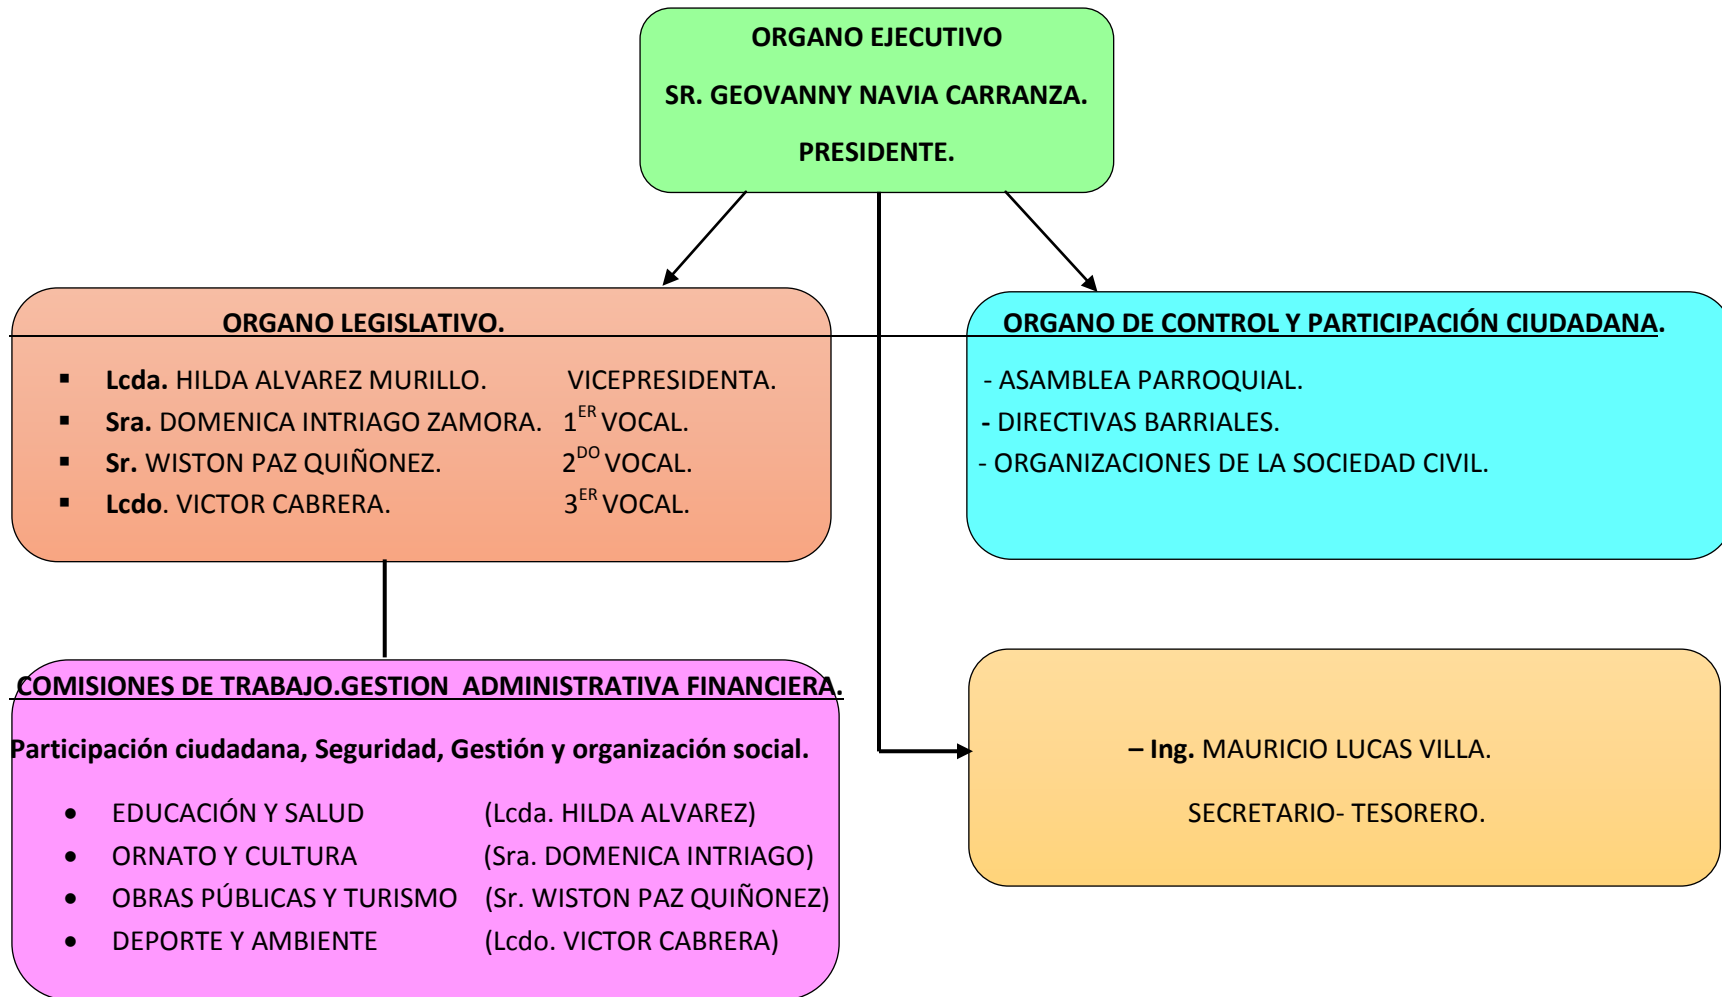 ORGANO EJECUTIVO
SR. GEOVANNY NAVIA CARRANZA.
PRESIDENTE.
ORGANO LEGISLATIVO.
▪ Lcda. HILDA ALVAREZ MURILLO. VICEPRESIDENTA.
▪ Sra. DOMENICA INTRIAGO ZAMORA. 1ER VOCAL.
▪ Sr. WISTON PAZ QUIÑONEZ. 2DO VOCAL.
▪ Lcdo. VICTOR CABRERA. 3ER VOCAL.
ORGANO DE CONTROL Y PARTICIPACIÓN CIUDADANA.
- ASAMBLEA PARROQUIAL.
- DIRECTIVAS BARRIALES.
- ORGANIZACIONES DE LA SOCIEDAD CIVIL.
COMISIONES DE TRABAJO.GESTION ADMINISTRATIVA FINANCIERA.
Participación ciudadana, Seguridad, Gestión y organización social.
• EDUCACIÓN Y SALUD (Lcda. HILDA ALVAREZ)
• ORNATO Y CULTURA (Sra. DOMENICA INTRIAGO)
• OBRAS PÚBLICAS Y TURISMO (Sr. WISTON PAZ QUIÑONEZ)
• DEPORTE Y AMBIENTE (Lcdo. VICTOR CABRERA)
– Ing. MAURICIO LUCAS VILLA.
SECRETARIO- TESORERO.